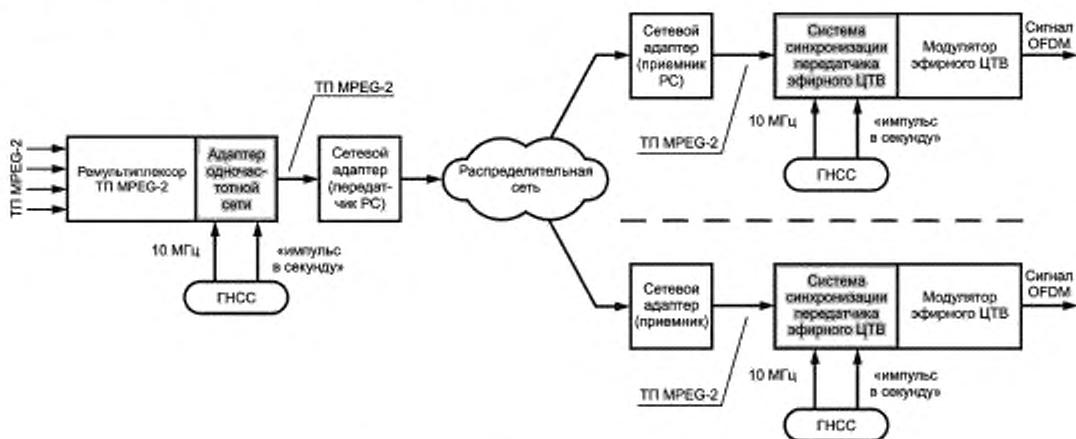 ТП MPEG-2
Ремультиплексор
ТП MPEG-2
Адаптер
одночас-
тотной
сети
10 МГц
«импульс
в секунду»
ГНСС
ТП MPEG-2
Сетевой
адаптер
(передат-
чик РС)
Распределительная
сеть
Сетевой
адаптер
(приемник
РС)
ТП MPEG-2
Система
синхронизации
передатчика
эфирного ЦТВ
Модулятор
эфирного ЦТВ
Сигнал
OFDM
10 МГц
«импульс
в секунду»
ГНСС
Сетевой
адаптер
(приемник)
ТП MPEG-2
Система
синхронизации
передатчика
эфирного ЦТВ
Модулятор
эфирного ЦТВ
Сигнал
OFDM
10 МГц
«импульс
в секунду»
ГНСС